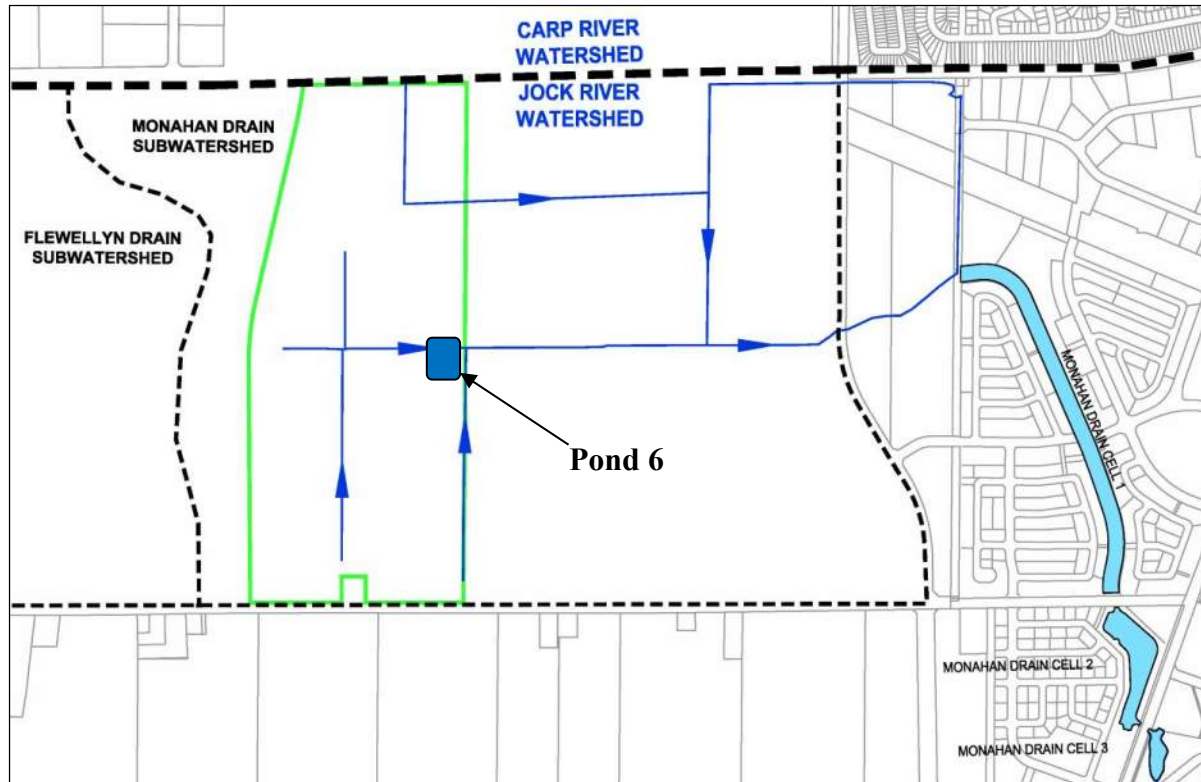 CARP RIVER
WATERSHED
JOCK RIVER
WATERSHED
MONAHAN DRAIN
SUBWATERSHED
FLEWELLYN DRAIN
SUBWATERSHED
Pond 6
MONAHAN DRAIN CELL 1
MONAHAN DRAIN CELL 2
MONAHAN DRAIN CELL 3